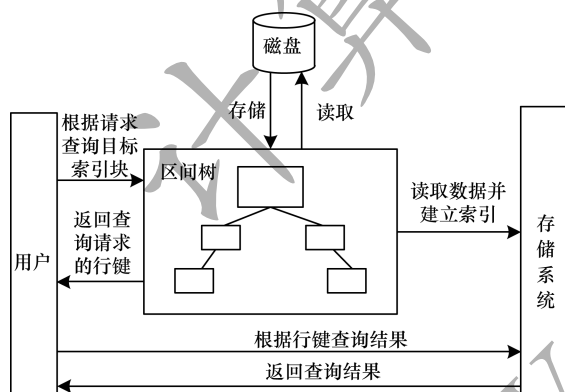 磁盘
存储
读取
根据请求
查询目标
索引块
区间树
读取数据并
建立索引
返回查
询请求
的行键
用户
存
储
系
统
根据行键查询结果
返回查询结果
计
算